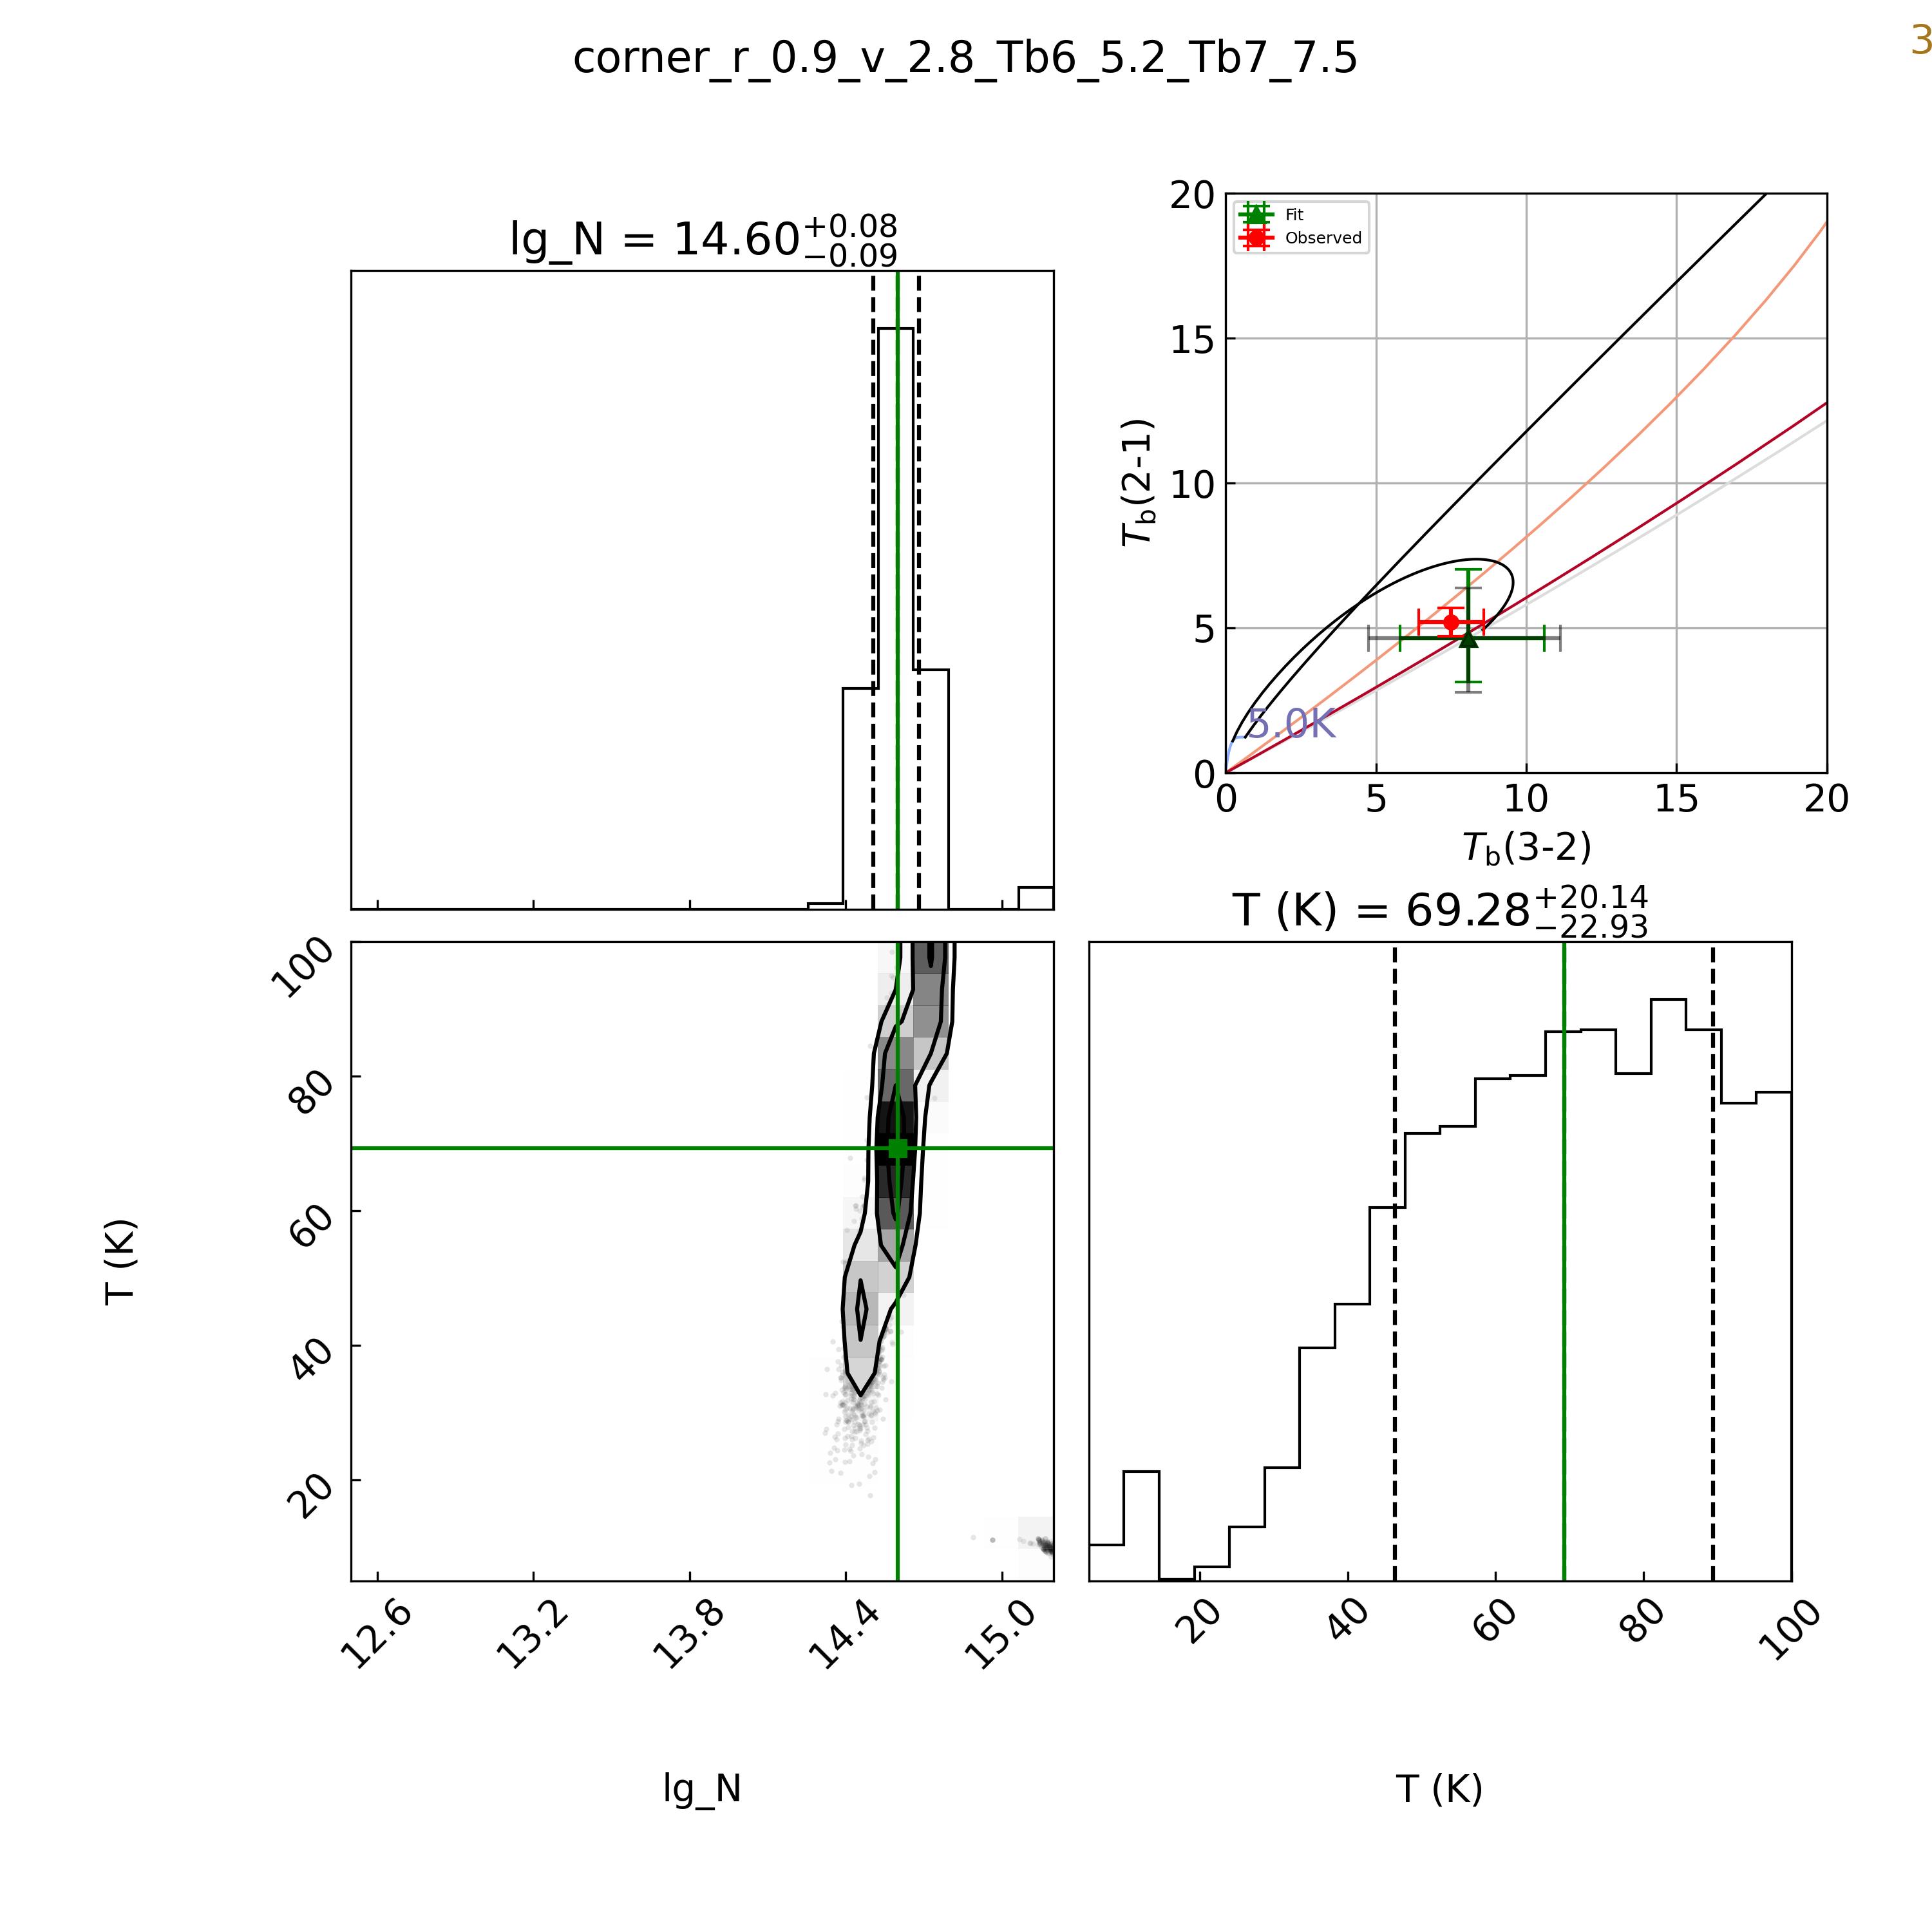 corner_r_0.9_v_2.8_Tb6_5.2_Tb7_7.5
3
lg_N = 14.60+0.08−0.09
Fit
Observed
20
15
10
5
0
T_b(2-1)
5.0K
0 5 10 15 20
T_b(3-2)
T (K) = 69.28+20.14−22.93
100
80
60
40
20
T (K)
12.6 13.2 13.8 14.4 15.0
20 40 60 80 100
lg_N
T (K)